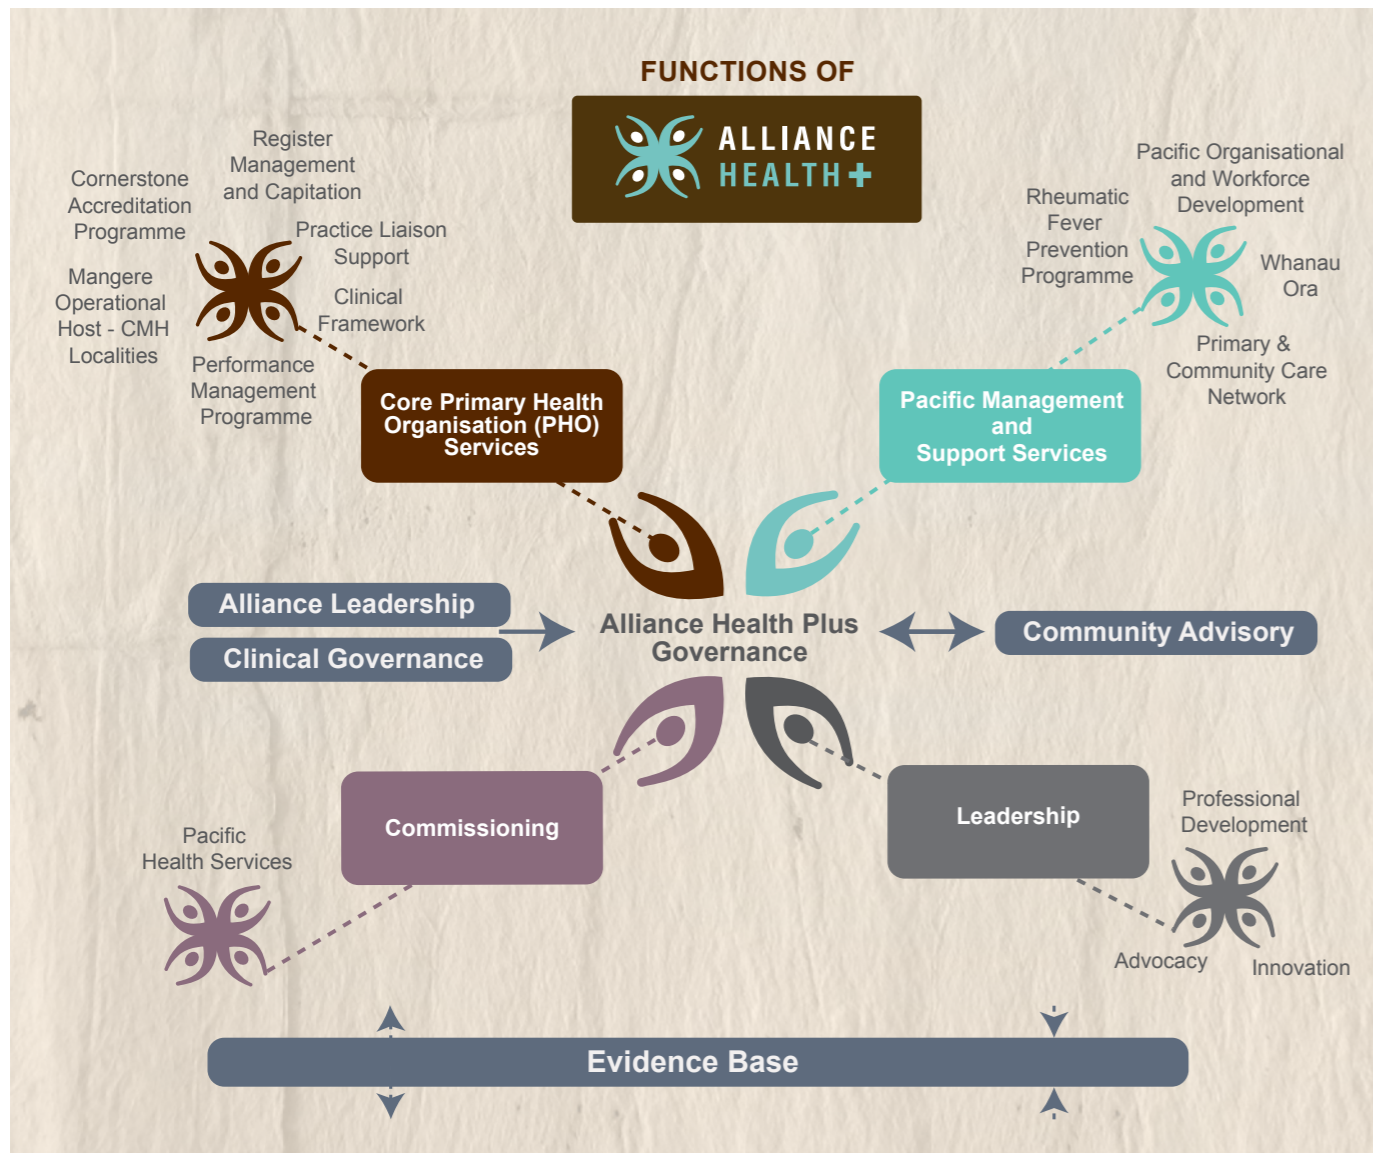 FUNCTIONS OF
ALLIANCE
HEALTH+
Register
Management
and Capitation
Cornerstone
Accreditation
Programme
Practice Liaison
Support
Mangere
Operational
Host - CMH
Localities
Clinical
Framework
Performance
Management
Programme
Pacific Organisational
and Workforce
Development
Rheumatic
Fever
Prevention
Programme
Whanau
Ora
Primary &
Community Care
Network
Core Primary Health
Organisation (PHO)
Services
Pacific Management
and
Support Services
Alliance Leadership
Clinical Governance
Alliance Health Plus
Governance
Community Advisory
Commissioning
Pacific
Health Services
Leadership
Professional
Development
Advocacy
Innovation
Evidence Base